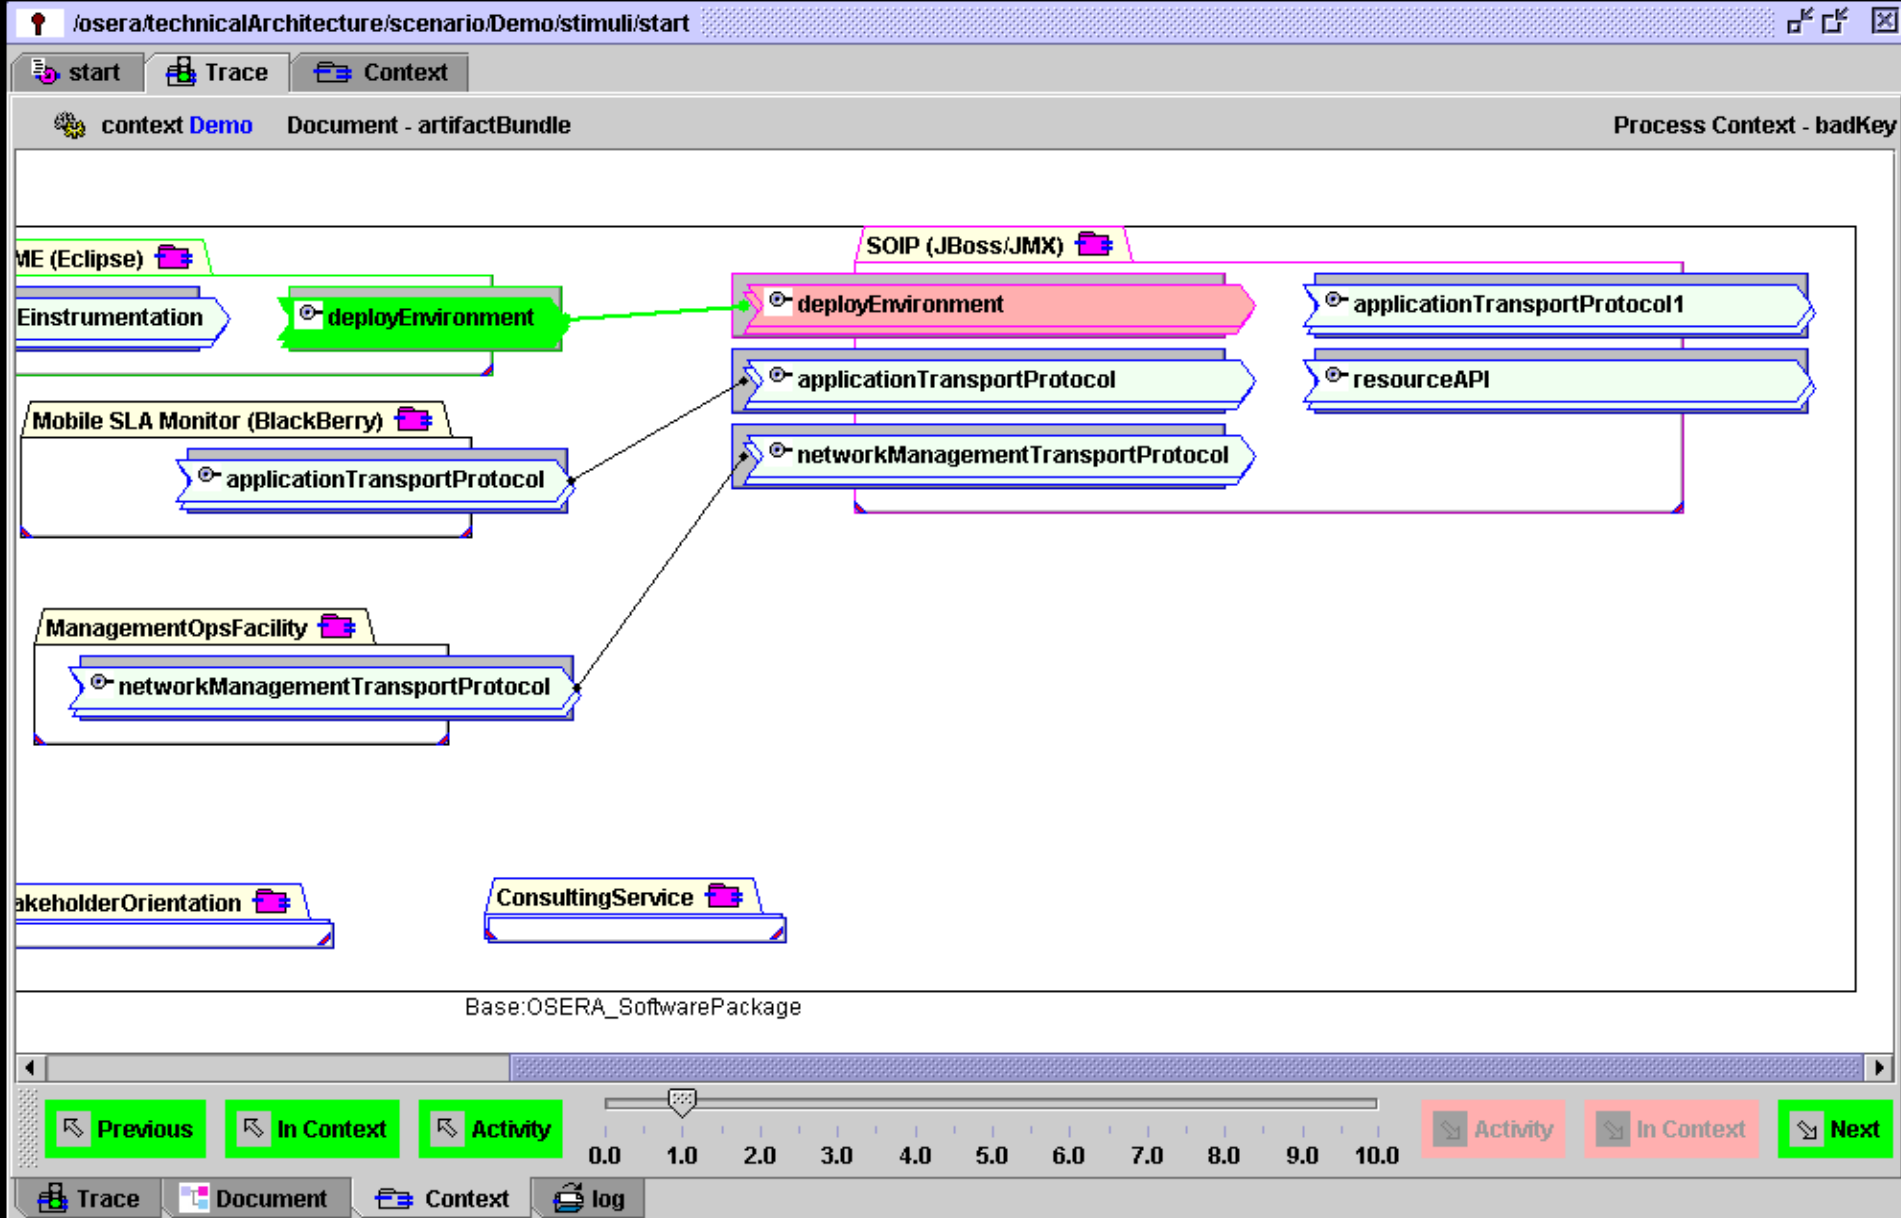 /osera/technicalArchitecture/scenario/Demo/stimuli/start
start Trace Context
context Demo Document - artifactBundle Process Context - badKey
ME (Eclipse)
SOIP (JBoss/JMX)
Einstrumentation
deployEnvironment
deployEnvironment
applicationTransportProtocol1
applicationTransportProtocol
resourceAPI
Mobile SLA Monitor (BlackBerry)
applicationTransportProtocol
networkManagementTransportProtocol
ManagementOpsFacility
networkManagementTransportProtocol
akeholderOrientation
ConsultingService
Base:OSERA_SoftwarePackage
Previous In Context Activity
0.0 1.0 2.0 3.0 4.0 5.0 6.0 7.0 8.0 9.0 10.0
Activity In Context Next
Trace Document Context log